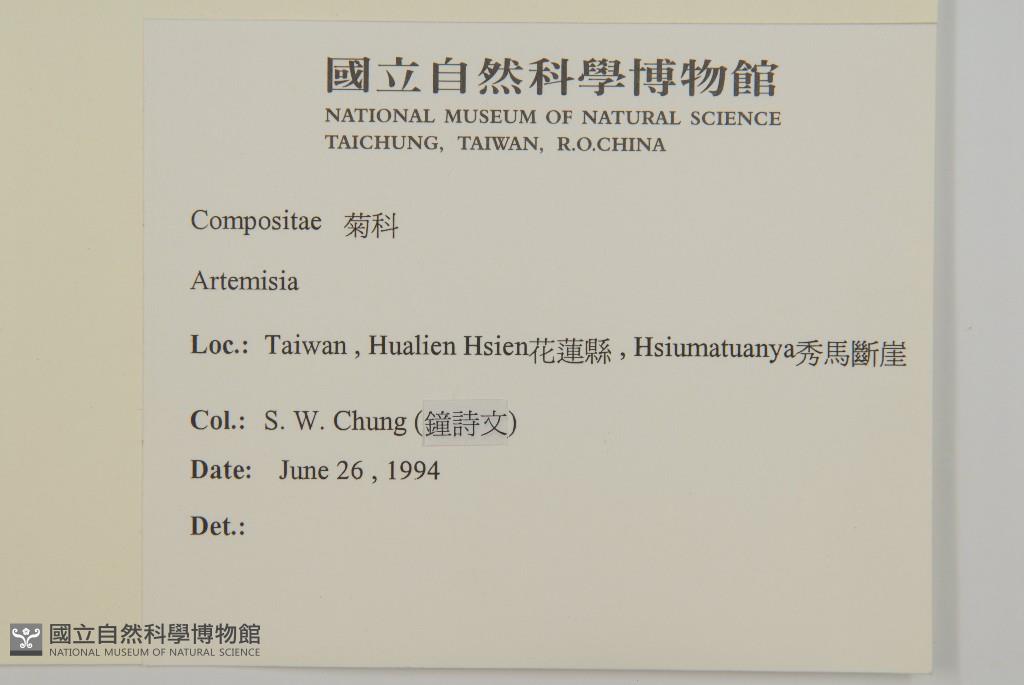 國立自然科學博物館
NATIONAL MUSEUM OF NATURAL SCIENCE
TAICHUNG, TAIWAN, R.O.CHINA
Compositae 菊科
Artemisia
Loc.: Taiwan , Hualien Hsien花蓮縣 , Hsiumatuanya秀馬斷崖
Col.: S. W. Chung (鐘詩文)
Date: June 26 , 1994
Det.:
國立自然科學博物館
NATIONAL MUSEUM OF NATURAL SCIENCE